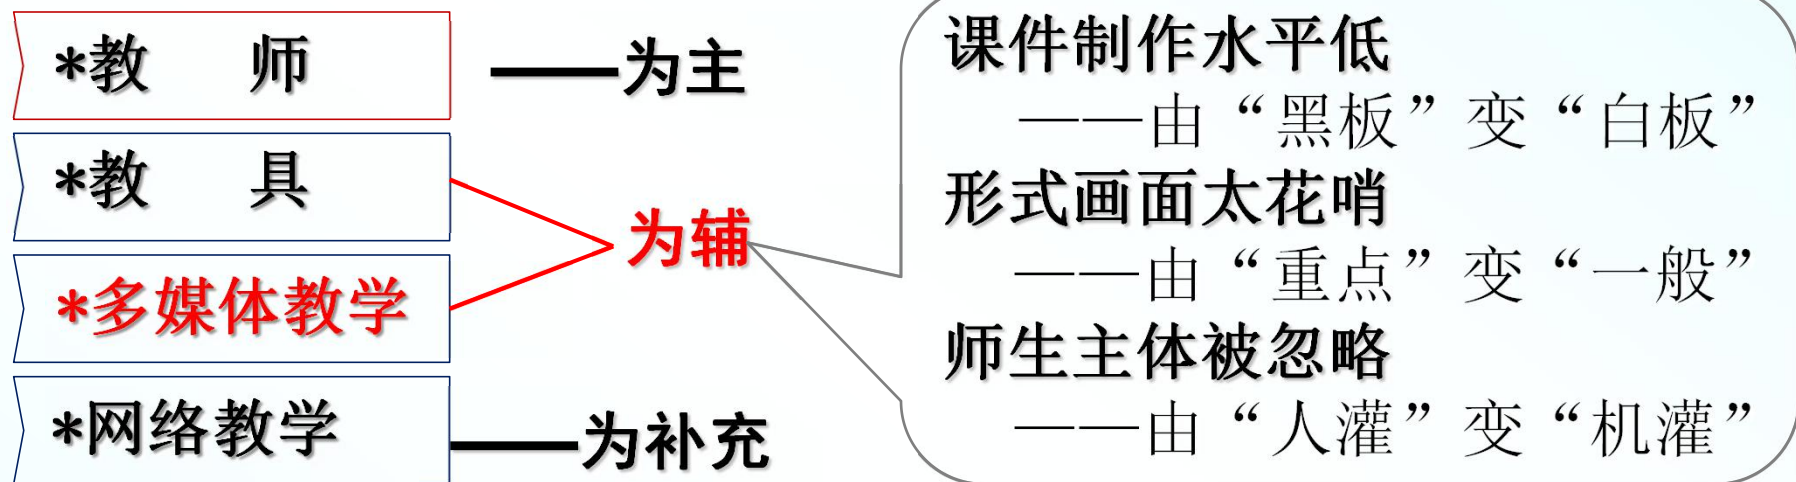 *教 师
——为主
*教 具
*多媒体教学
为辅
*网络教学
——为补充
课件制作水平低
——由“黑板”变“白板”
形式画面太花哨
——由“重点”变“一般”
师生主体被忽略
——由“人灌”变“机灌”